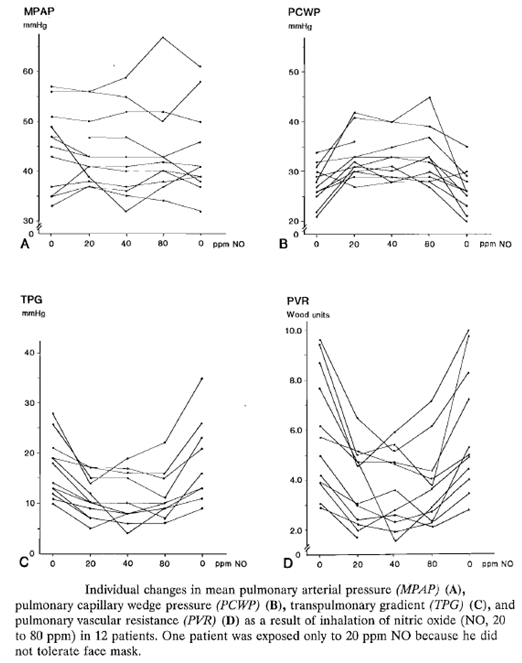 MPAP
mmHg
60
50
40
30
0
A
0 20 40 80 0 ppm NO
PCWP
mmHg
50
40
30
20
0
B
0 20 40 80 0 ppm NO
TPG
mmHg
40
30
20
10
0
C
0 20 40 80 0 ppm NO
PVR
Wood units
10.0
8.0
6.0
4.0
2.0
0
D
0 20 40 80 0 ppm NO
Individual changes in mean pulmonary arterial pressure (MPAP) (A),
pulmonary capillary wedge pressure (PCWP) (B), transpulmonary gradient (TPG) (C), and
pulmonary vascular resistance (PVR) (D) as a result of inhalation of nitric oxide (NO, 20
to 80 ppm) in 12 patients. One patient was exposed only to 20 ppm NO because he did
not tolerate face mask.